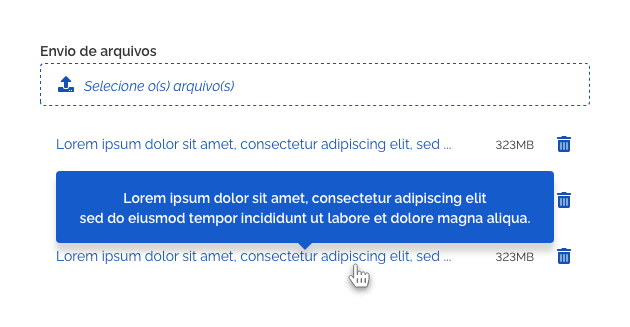 Envio de arquivos
Selecione o(s) arquivo(s)
Lorem ipsum dolor sit amet, consectetur adipiscing elit, sed ... 323MB
Lorem ipsum dolor sit amet, consectetur adipiscing elit
sed do eiusmod tempor incididunt ut labore et dolore magna aliqua.
Lorem ipsum dolor sit amet, consectetur adipiscing elit, sed ... 323MB